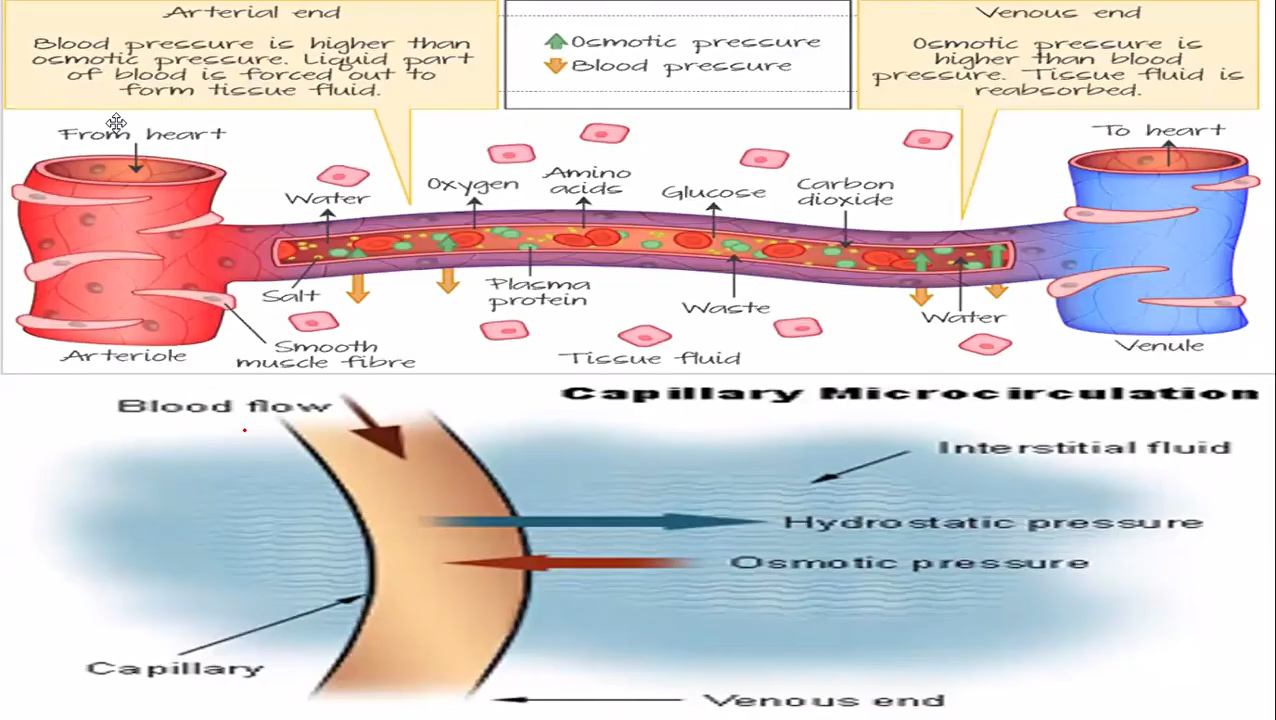 Arterial end
Blood pressure is higher than
osmotic pressure. Liquid part
of blood is forced out to
form tissue fluid.
Osmotic pressure
Blood pressure
Venous end
Osmotic pressure is
higher than blood
pressure. Tissue fluid is
reabsorbed.
From heart
To heart
Water
Oxygen
Amino
acids
Glucose
Carbon
dioxide
Salt
Plasma
protein
Waste
Water
Smooth
muscle fibre
Arteriole
Tissue fluid
Venule
Capillary Microcirculation
Blood flow
Interstitial fluid
Hydrostatic pressure
Osmotic pressure
Capillary
Venous end